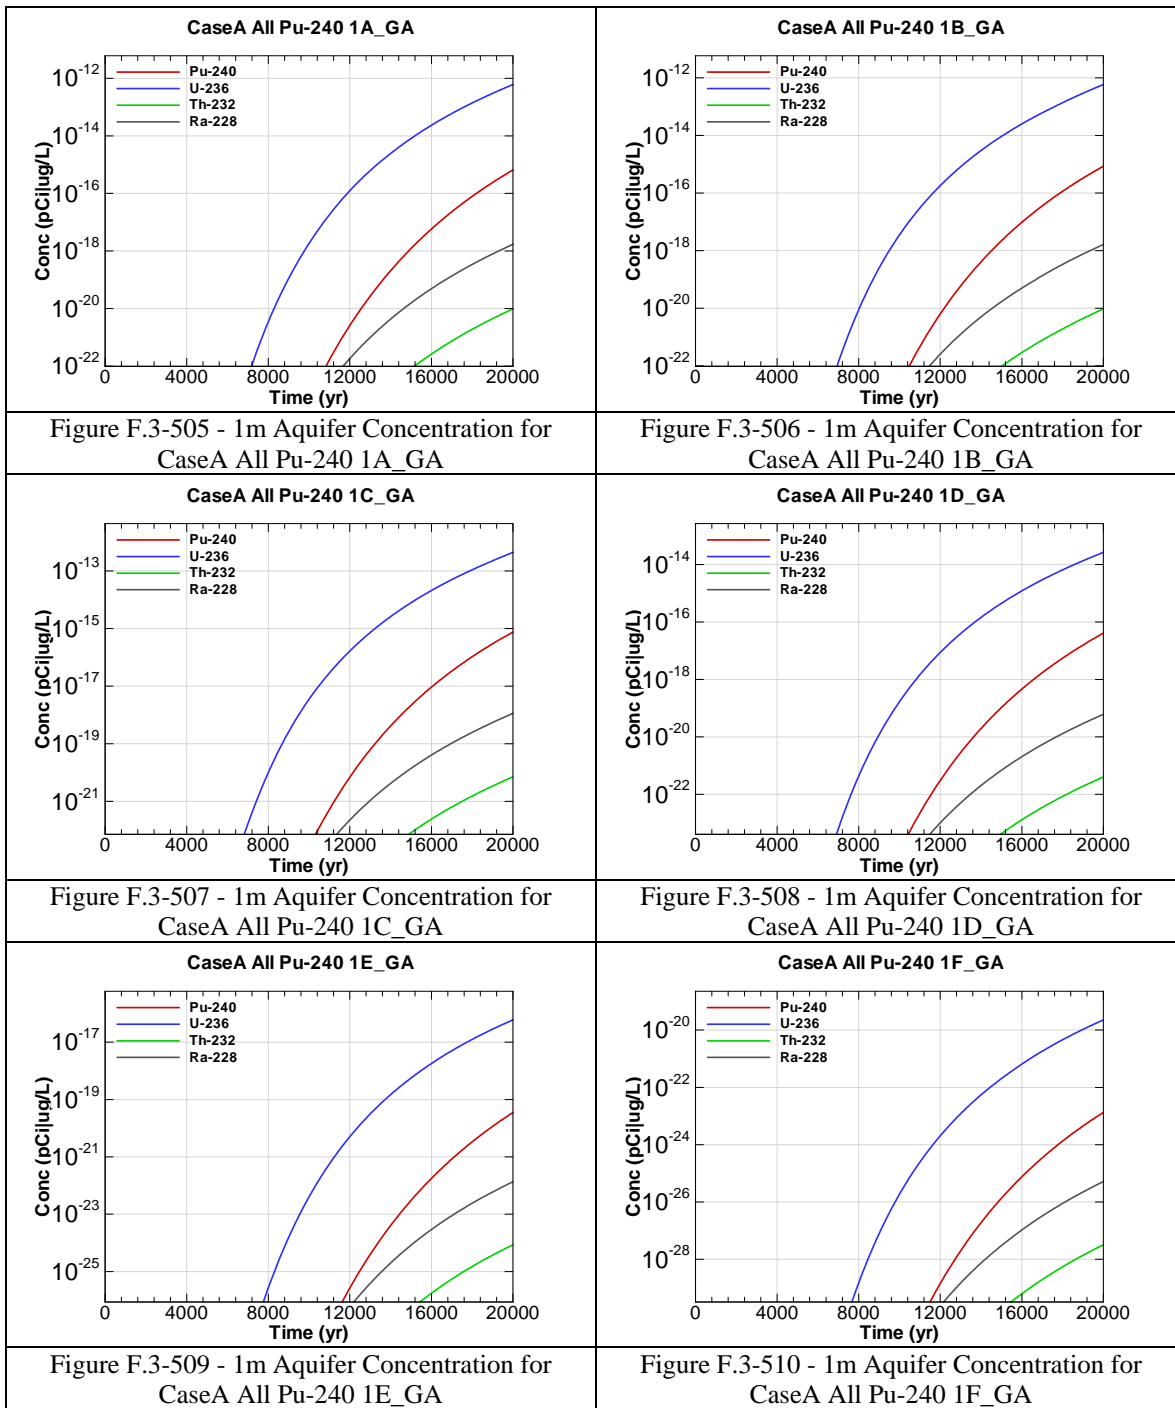 CaseA All Pu-240 1A_GA
Pu-240
U-236
Th-232
Ra-228
Conc (pCi|ug/L)
10-12
10-14
10-16
10-18
10-20
10-22
0 4000 8000 12000 16000 20000
Time (yr)
Figure F.3-505 - 1m Aquifer Concentration for
CaseA All Pu-240 1A_GA
CaseA All Pu-240 1B_GA
Pu-240
U-236
Th-232
Ra-228
Conc (pCi|ug/L)
10-12
10-14
10-16
10-18
10-20
10-22
0 4000 8000 12000 16000 20000
Time (yr)
Figure F.3-506 - 1m Aquifer Concentration for
CaseA All Pu-240 1B_GA
CaseA All Pu-240 1C_GA
Pu-240
U-236
Th-232
Ra-228
Conc (pCi|ug/L)
10-13
10-15
10-17
10-19
10-21
0 4000 8000 12000 16000 20000
Time (yr)
Figure F.3-507 - 1m Aquifer Concentration for
CaseA All Pu-240 1C_GA
CaseA All Pu-240 1D_GA
Pu-240
U-236
Th-232
Ra-228
Conc (pCi|ug/L)
10-14
10-16
10-18
10-20
10-22
0 4000 8000 12000 16000 20000
Time (yr)
Figure F.3-508 - 1m Aquifer Concentration for
CaseA All Pu-240 1D_GA
CaseA All Pu-240 1E_GA
Pu-240
U-236
Th-232
Ra-228
Conc (pCi|ug/L)
10-17
10-19
10-21
10-23
10-25
0 4000 8000 12000 16000 20000
Time (yr)
Figure F.3-509 - 1m Aquifer Concentration for
CaseA All Pu-240 1E_GA
CaseA All Pu-240 1F_GA
Pu-240
U-236
Th-232
Ra-228
Conc (pCi|ug/L)
10-20
10-22
10-24
10-26
10-28
0 4000 8000 12000 16000 20000
Time (yr)
Figure F.3-510 - 1m Aquifer Concentration for
CaseA All Pu-240 1F_GA